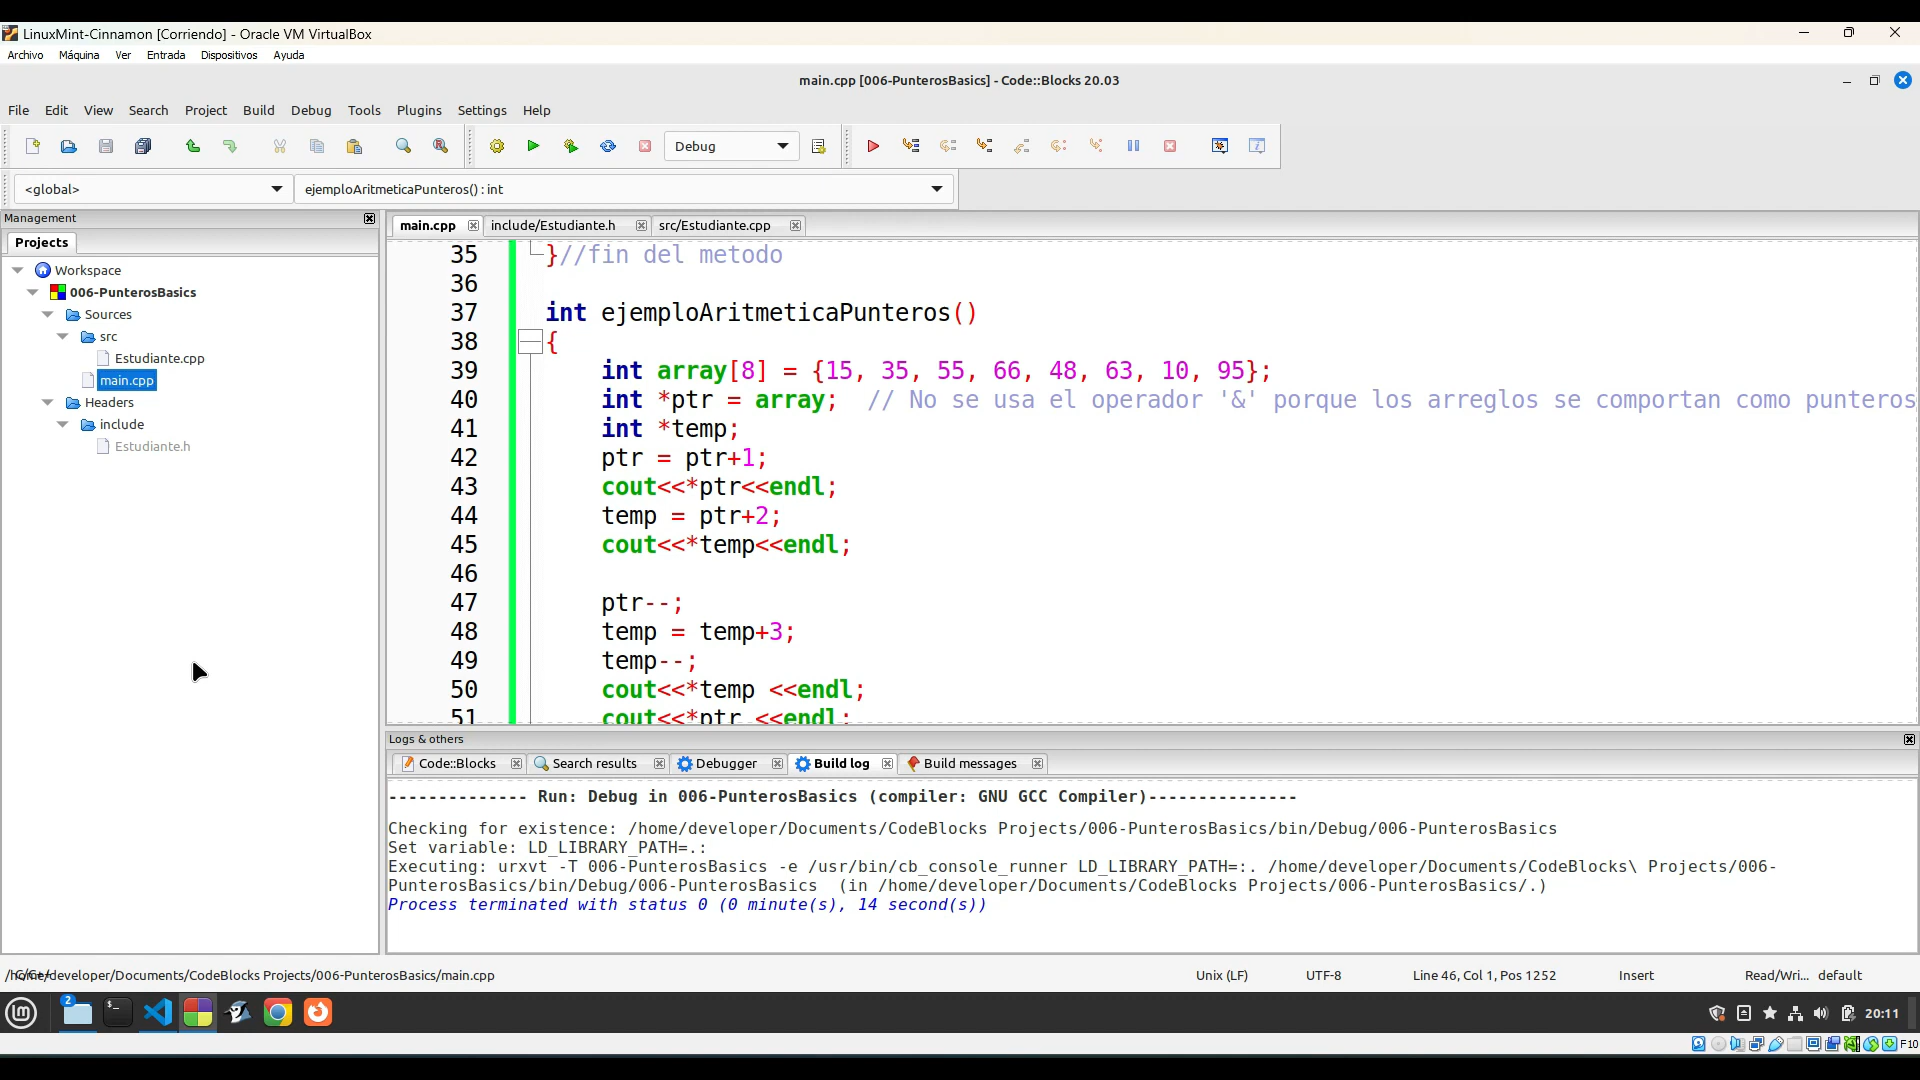 LinuxMint-Cinnamon [Corriendo] - Oracle VM VirtualBox
Archivo Máquina Ver Entrada Dispositivos Ayuda
main.cpp [006-PunterosBasics] - Code::Blocks 20.03
File Edit View Search Project Build Debug Tools Plugins Settings Help
Debug
<global> ejemploAritmeticaPunteros() : int
Management
Projects
Workspace
006-PunterosBasics
Sources
src
Estudiante.cpp
main.cpp
Headers
include
Estudiante.h
main.cpp include/Estudiante.h src/Estudiante.cpp
35 }//fin del metodo
36
37 int ejemploAritmeticaPunteros()
38 {
39 int array[8] = {15, 35, 55, 66, 48, 63, 10, 95};
40 int *ptr = array; // No se usa el operador '&' porque los arreglos se comportan como punteros
41 int *temp;
42 ptr = ptr+1;
43 cout<<*ptr<<endl;
44 temp = ptr+2;
45 cout<<*temp<<endl;
46
47 ptr--;
48 temp = temp+3;
49 temp--;
50 cout<<*temp <<endl;
51 cout<<*ptr <<endl;
Logs & others
Code::Blocks Search results Debugger Build log Build messages
-------------- Run: Debug in 006-PunterosBasics (compiler: GNU GCC Compiler)---------------
Checking for existence: /home/developer/Documents/CodeBlocks Projects/006-PunterosBasics/bin/Debug/006-PunterosBasics
Set variable: LD_LIBRARY_PATH=.:
Executing: urxvt -T 006-PunterosBasics -e /usr/bin/cb_console_runner LD_LIBRARY_PATH=:. /home/developer/Documents/CodeBlocks\ Projects/006-
PunterosBasics/bin/Debug/006-PunterosBasics (in /home/developer/Documents/CodeBlocks Projects/006-PunterosBasics/.)
Process terminated with status 0 (0 minute(s), 14 second(s))
/home/developer/Documents/CodeBlocks Projects/006-PunterosBasics/main.cpp C/C++ Unix (LF) UTF-8 Line 46, Col 1, Pos 1252 Insert Read/Wri... default
2
20:11
F10